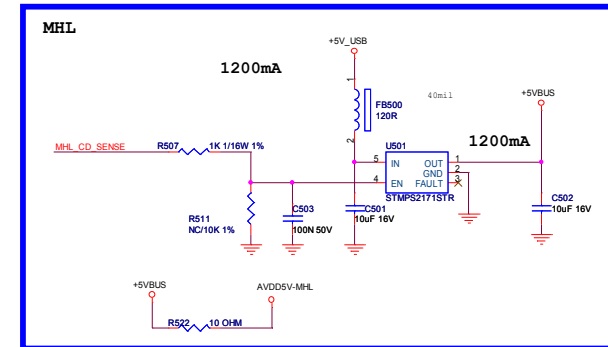 MHL
+5V_USB
1200mA
1
FB500
120R
40mil
+5VBUS
2
1200mA
MHL_CD_SENSE
R507
1K 1/16W 1%
U501
5
IN
OUT
1
GND
2
4
EN
FAULT
3
STMPS2171STR
R511
NC/10K 1%
C503
100N 50V
C501
10uF 16V
C502
10uF 16V
+5VBUS
AVDD5V-MHL
R522
10 OHM